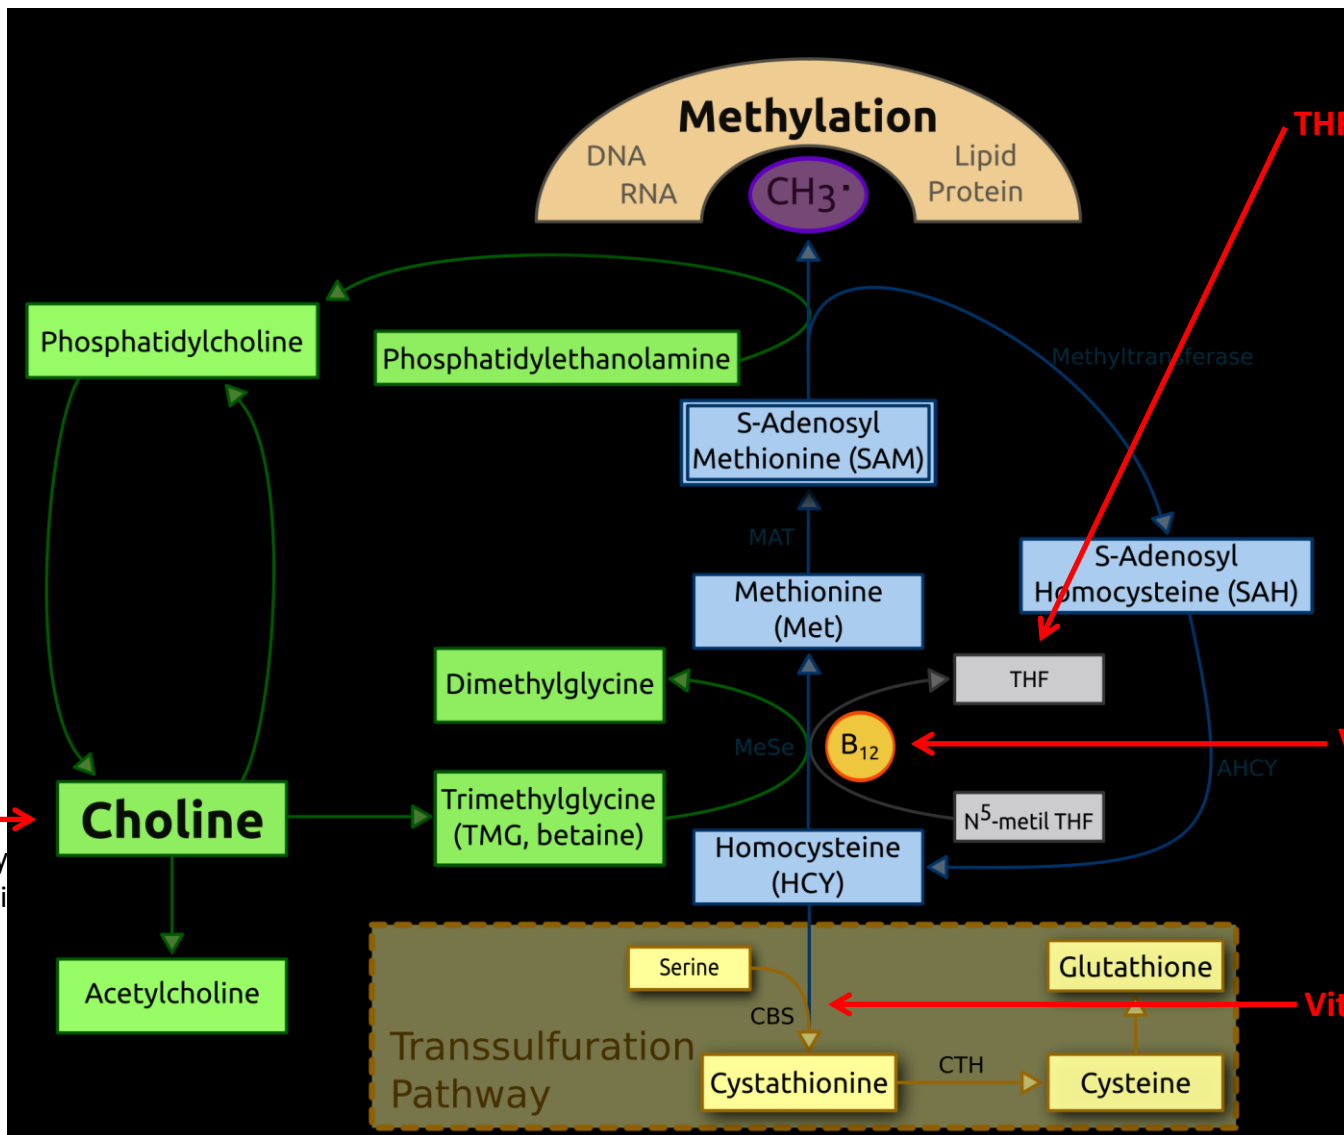 Methylation
THF
DNA
RNA
Lipid
Protein
CH3·
Phosphatidylcholine
Phosphatidylethanolamine
Methyltransferase
S-Adenosyl
Methionine (SAM)
MAT
S-Adenosyl
Homocysteine (SAH)
Methionine
(Met)
Dimethylglycine
THF
MeSe
B12
V
AHCY
Choline
Trimethylglycine
(TMG, betaine)
N5-metil THF
y
i
Homocysteine
(HCY)
Acetylcholine
Serine
Glutathione
CBS
Vit
Transsulfuration
Pathway
Cystathionine
CTH
Cysteine